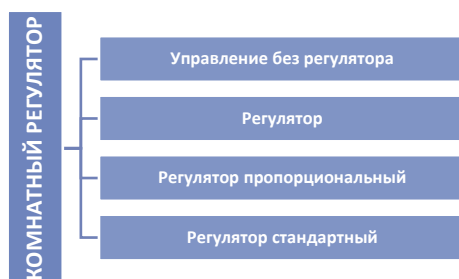 КОМНАТНЫЙ РЕГУЛЯТОР
Управление без регулятора
Регулятор
Регулятор пропорциональный
Регулятор стандартный